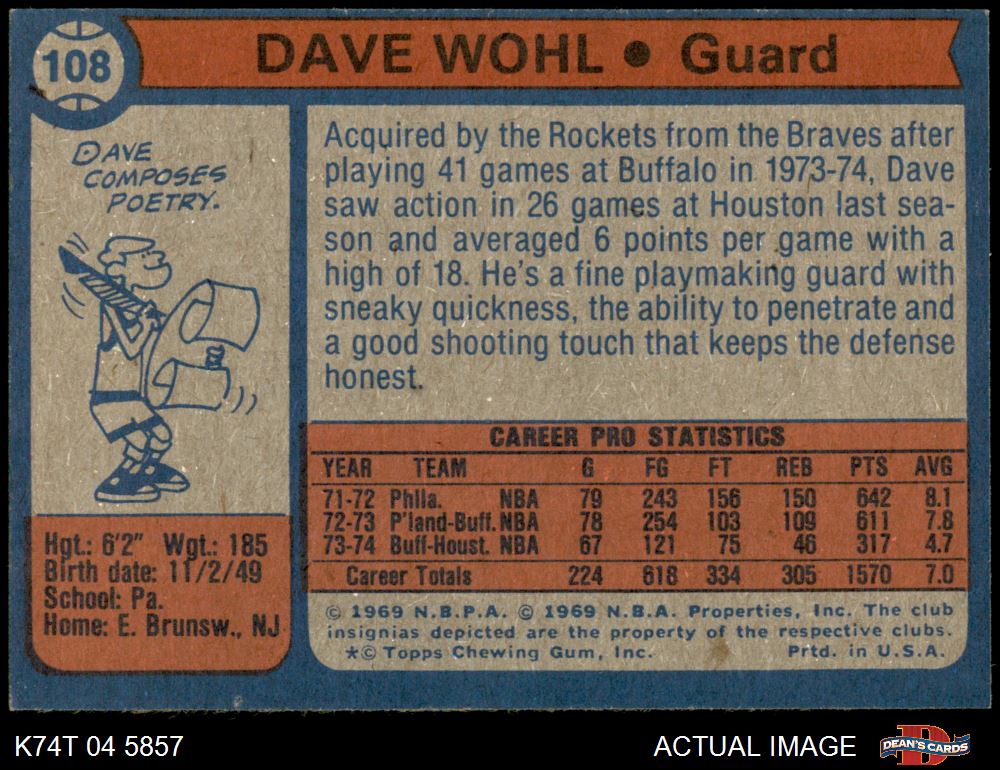 108
DAVE WOHL ● Guard
DAVE
COMPOSES
POETRY.
Acquired by the Rockets from the Braves after
playing 41 games at Buffalo in 1973-74, Dave
saw action in 26 games at Houston last sea-
son and averaged 6 points per game with a
high of 18. He's a fine playmaking guard with
sneaky quickness, the ability to penetrate and
a good shooting touch that keeps the defense
honest.
Hgt.: 6'2" Wgt.: 185
Birth date: 11/2/49
School: Pa.
Home: E. Brunsw., NJ
CAREER PRO STATISTICS
YEAR TEAM G FG FT REB PTS AVG
71-72 Phila. NBA 79 243 156 150 642 8.1
72-73 P'land-Buff. NBA 78 254 103 109 611 7.8
73-74 Buff-Houst. NBA 67 121 75 46 317 4.7
Career Totals 224 618 334 305 1570 7.0
© 1969 N.B.P.A. © 1969 N.B.A. Properties, Inc. The club
insignias depicted are the property of the respective clubs.
*© Topps Chewing Gum, Inc. Prtd. in U.S.A.
K74T 04 5857 ACTUAL IMAGE DEAN'S CARDS